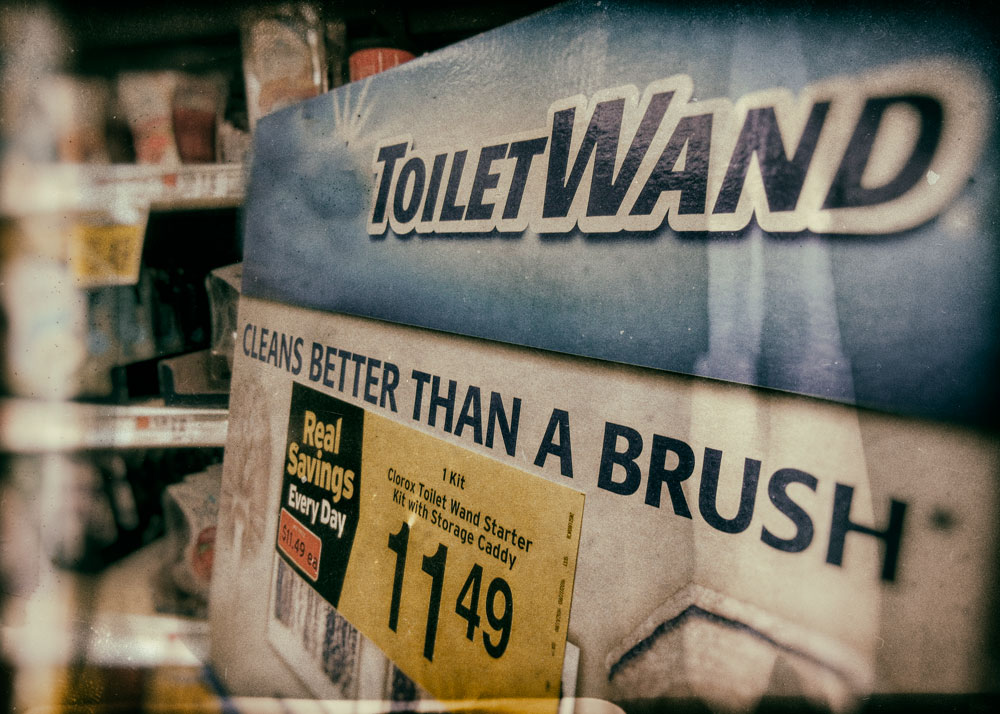 TOILETWAND
CLEANS BETTER THAN A BRUSH
Real
Savings
Every Day
$11.49 ea
1 Kit
Clorox Toilet Wand Starter
Kit with Storage Caddy
11 49